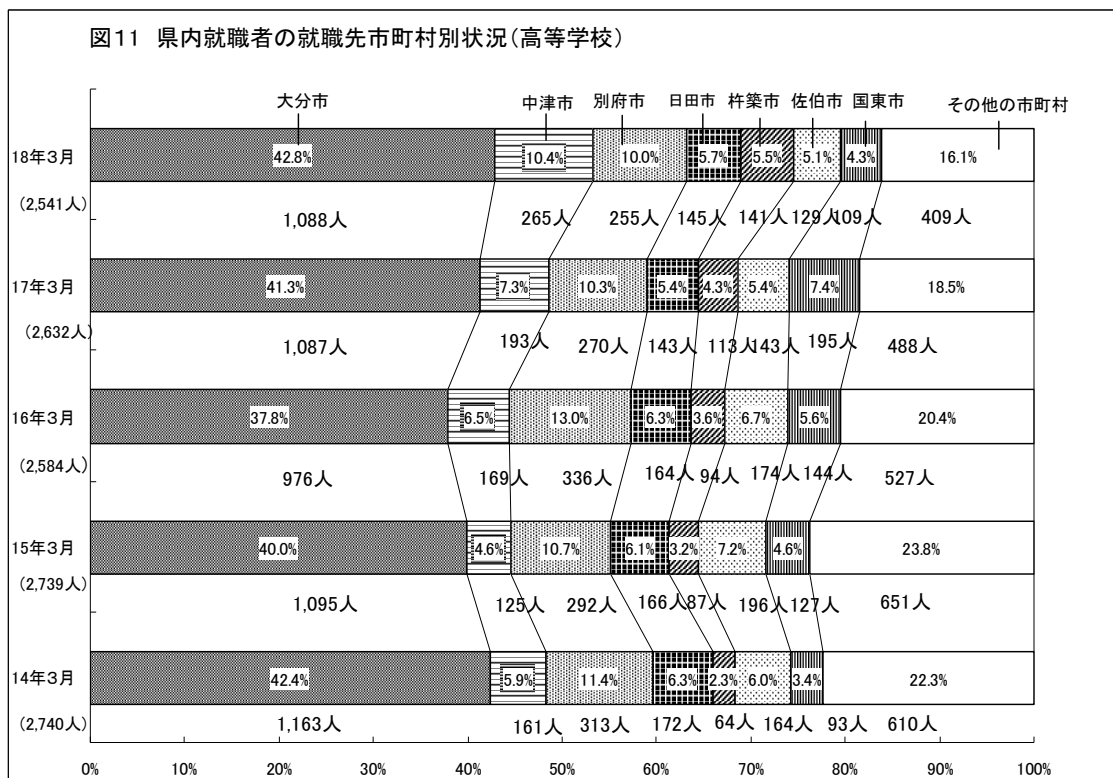 図11 県内就職者の就職先市町村別状況(高等学校)
大分市 中津市 別府市 日田市 杵築市 佐伯市 国東市 その他の市町村
18年3月 42.8% 10.4% 10.0% 5.7% 5.5% 5.1% 4.3% 16.1%
(2,541人) 1,088人 265人 255人 145人 141人 129人 109人 409人
17年3月 41.3% 7.3% 10.3% 5.4% 4.3% 5.4% 7.4% 18.5%
(2,632人) 1,087人 193人 270人 143人 113人 143人 195人 488人
16年3月 37.8% 6.5% 13.0% 6.3% 3.6% 6.7% 5.6% 20.4%
(2,584人) 976人 169人 336人 164人 94人 174人 144人 527人
15年3月 40.0% 4.6% 10.7% 6.1% 3.2% 7.2% 4.6% 23.8%
(2,739人) 1,095人 125人 292人 166人 87人 196人 127人 651人
14年3月 42.4% 5.9% 11.4% 6.3% 2.3% 6.0% 3.4% 22.3%
(2,740人) 1,163人 161人 313人 172人 64人 164人 93人 610人
0% 10% 20% 30% 40% 50% 60% 70% 80% 90% 100%